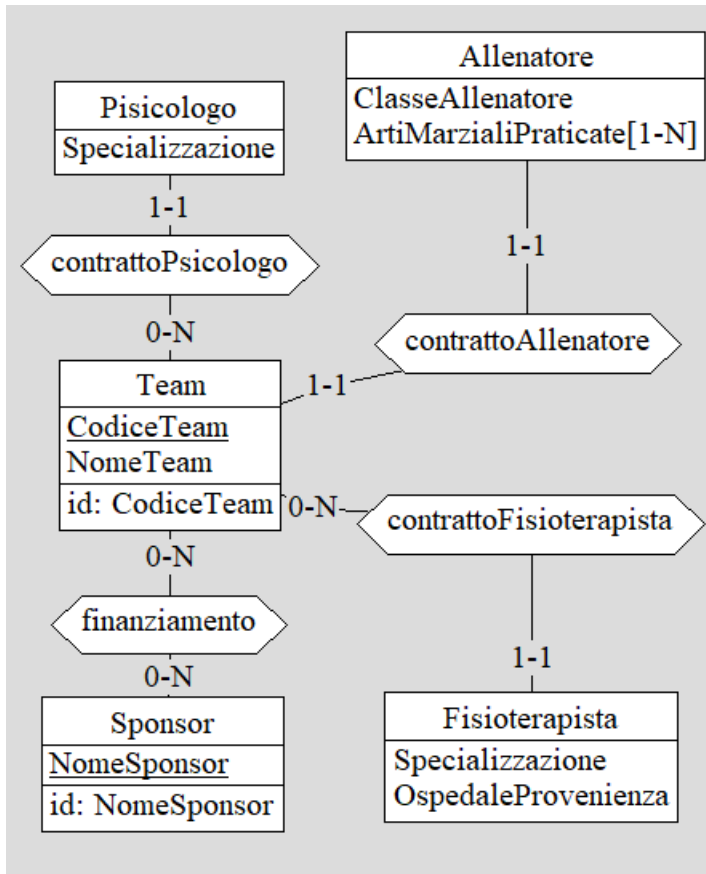 Allenatore
ClasseAllenatore
ArtiMarzialiPraticate[1-N]
Pisicologo
Specializzazione
1-1
contrattoPsicologo
0-N
1-1
contrattoAllenatore
1-1
Team
CodiceTeam
NomeTeam
id: CodiceTeam
0-N
contrattoFisioterapista
0-N
finanziamento
0-N
1-1
Sponsor
NomeSponsor
id: NomeSponsor
Fisioterapista
Specializzazione
OspedaleProvenienza